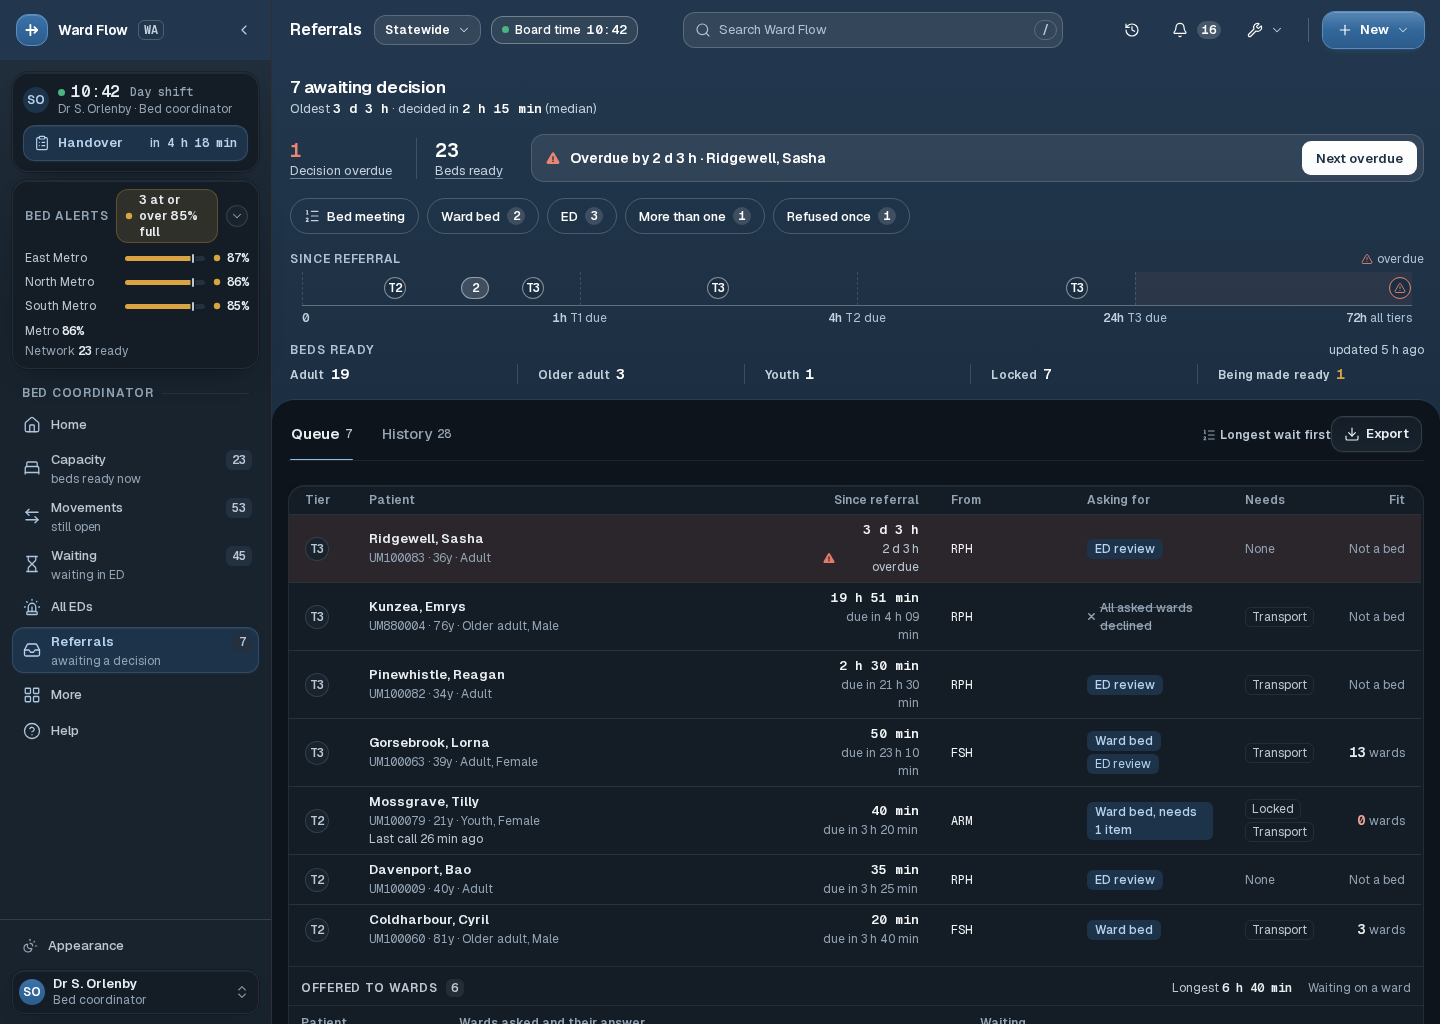 Ward Flow WA
SO 10:42 Day shift
Dr S. Orlenby · Bed coordinator
Handover in 4 h 18 min
BED ALERTS 3 at or over 85% full
East Metro 87%
North Metro 86%
South Metro 85%
Metro 86%
Network 23 ready
BED COORDINATOR
Home
Capacity 23
beds ready now
Movements 53
still open
Waiting 45
waiting in ED
All EDs
Referrals 7
awaiting a decision
More
Help
Appearance
SO Dr S. Orlenby
Bed coordinator
Referrals Statewide Board time 10:42 Search Ward Flow / 16 New
7 awaiting decision
Oldest 3 d 3 h · decided in 2 h 15 min (median)
1 Decision overdue
23 Beds ready
Overdue by 2 d 3 h · Ridgewell, Sasha Next overdue
Bed meeting Ward bed 2 ED 3 More than one 1 Refused once 1
SINCE REFERRAL overdue
T2 2 T3 T3 T3
0 1h T1 due 4h T2 due 24h T3 due 72h all tiers
BEDS READY updated 5 h ago
Adult 19 Older adult 3 Youth 1 Locked 7 Being made ready 1
Queue 7 History 28 Longest wait first Export
Tier Patient Since referral From Asking for Needs Fit
T3 Ridgewell, Sasha 3 d 3 h RPH ED review None Not a bed
UM100083 · 36y · Adult 2 d 3 h overdue
T3 Kunzea, Emrys 19 h 51 min RPH All asked wards declined Transport Not a bed
UM880004 · 76y · Older adult, Male due in 4 h 09 min
T3 Pinewhistle, Reagan 2 h 30 min RPH ED review Transport Not a bed
UM100082 · 34y · Adult due in 21 h 30 min
T3 Gorsebrook, Lorna 50 min FSH Ward bed ED review Transport 13 wards
UM100063 · 39y · Adult, Female due in 23 h 10 min
T2 Mossgrave, Tilly 40 min ARM Ward bed, needs 1 item Locked Transport 0 wards
UM100079 · 21y · Youth, Female due in 3 h 20 min
Last call 26 min ago
T2 Davenport, Bao 35 min RPH ED review None Not a bed
UM100009 · 40y · Adult due in 3 h 25 min
T2 Coldharbour, Cyril 20 min FSH Ward bed Transport 3 wards
UM100060 · 81y · Older adult, Male due in 3 h 40 min
OFFERED TO WARDS 6 Longest 6 h 40 min Waiting on a ward
Patient Wards asked and their answer Waiting